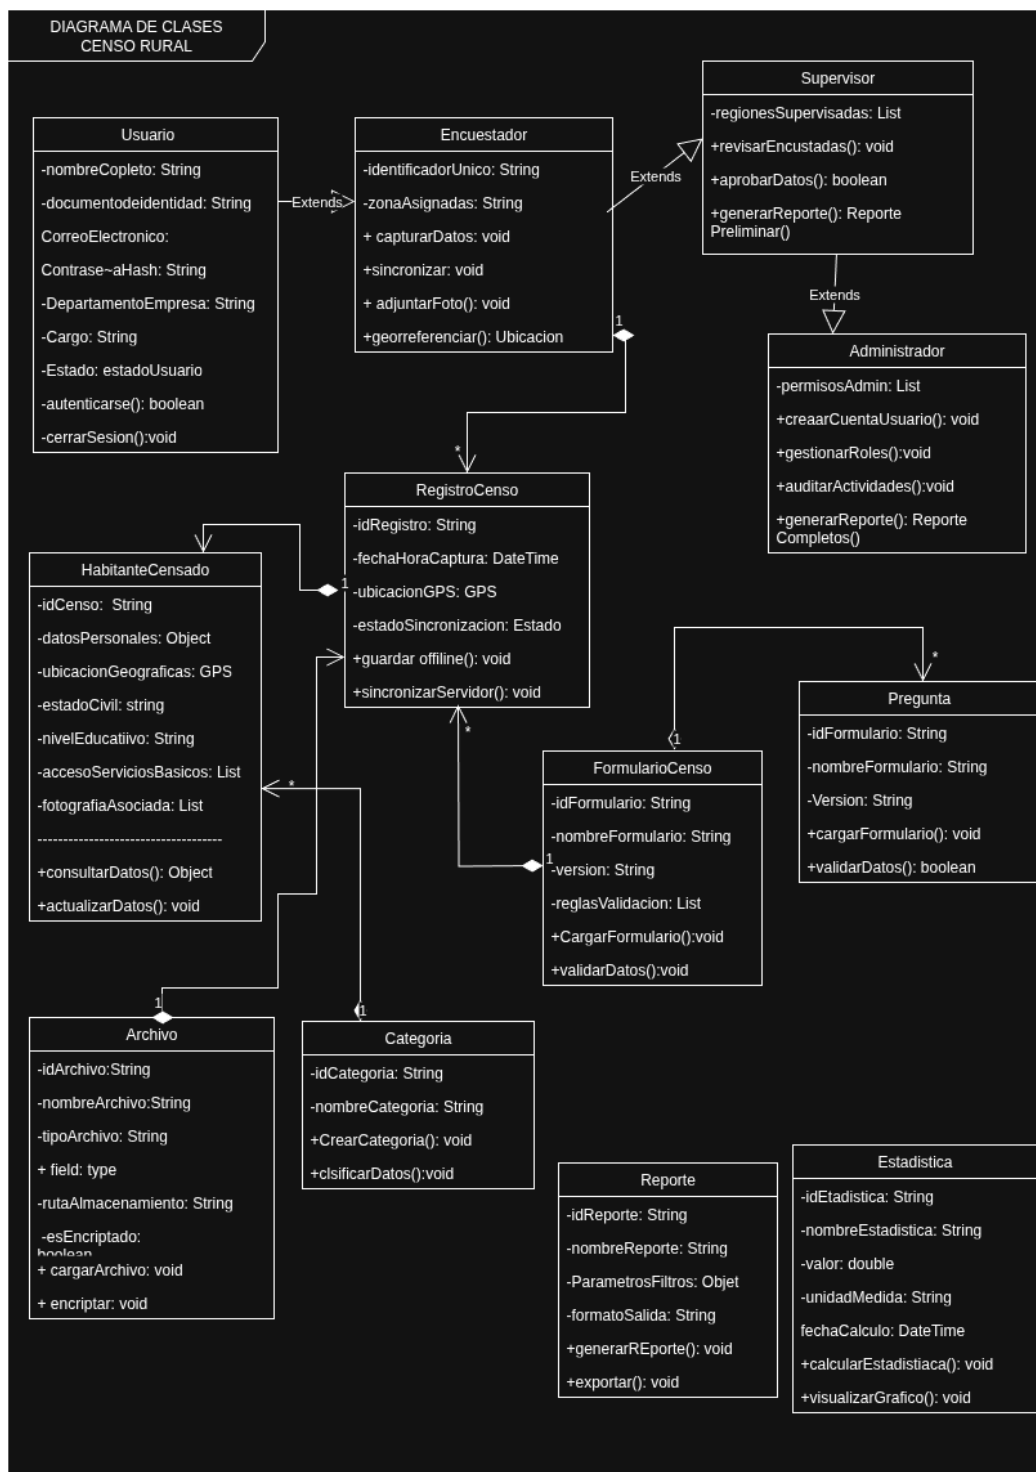 DIAGRAMA DE CLASES
CENSO RURAL
Usuario
-nombreCopleto: String
-documentodeidentidad: String
CorreoElectronico:
Contrase~aHash: String
-DepartamentoEmpresa: String
-Cargo: String
-Estado: estadoUsuario
-autenticarse(): boolean
-cerrarSesion():void
Extends
Encuestador
-identificadorUnico: String
-zonaAsignadas: String
+ capturarDatos: void
+sincronizar: void
+ adjuntarFoto(): void
+georreferenciar(): Ubicacion
Extends
Supervisor
-regionesSupervisadas: List
+revisarEncustadas(): void
+aprobarDatos(): boolean
+generarReporte(): Reporte
Preliminar()
Extends
Administrador
-permisosAdmin: List
+creaarCuentaUsuario(): void
+gestionarRoles():void
+auditarActividades():void
+generarReporte(): Reporte
Completos()
1
*
RegistroCenso
-idRegistro: String
-fechaHoraCaptura: DateTime
-ubicacionGPS: GPS
-estadoSincronizacion: Estado
+guardar offiline(): void
+sincronizarServidor(): void
1
HabitanteCensado
-idCenso:  String
-datosPersonales: Object
-ubicacionGeograficas: GPS
-estadoCivil: string
-nivelEducatiivo: String
-accesoServiciosBasicos: List
-fotografiaAsociada: List
-------------------------------------
+consultarDatos(): Object
+actualizarDatos(): void
*
*
1
FormularioCenso
-idFormulario: String
-nombreFormulario: String
-version: String
-reglasValidacion: List
+CargarFormulario():void
+validarDatos():void
1
*
Pregunta
-idFormulario: String
-nombreFormulario: String
-Version: String
+cargarFormulario(): void
+validarDatos(): boolean
1
Archivo
-idArchivo:String
-nombreArchivo:String
-tipoArchivo: String
+ field: type
-rutaAlmacenamiento: String
-esEncriptado:
boolean
+ cargarArchivo: void
+ encriptar: void
1
Categoria
-idCategoria: String
-nombreCategoria: String
+CrearCategoria(): void
+clsificarDatos():void
Reporte
-idReporte: String
-nombreReporte: String
-ParametrosFiltros: Objet
-formatoSalida: String
+generarREporte(): void
+exportar(): void
Estadistica
-idEtadistica: String
-nombreEstadistica: String
-valor: double
-unidadMedida: String
fechaCalculo: DateTime
+calcularEstadistiaca(): void
+visualizarGrafico(): void